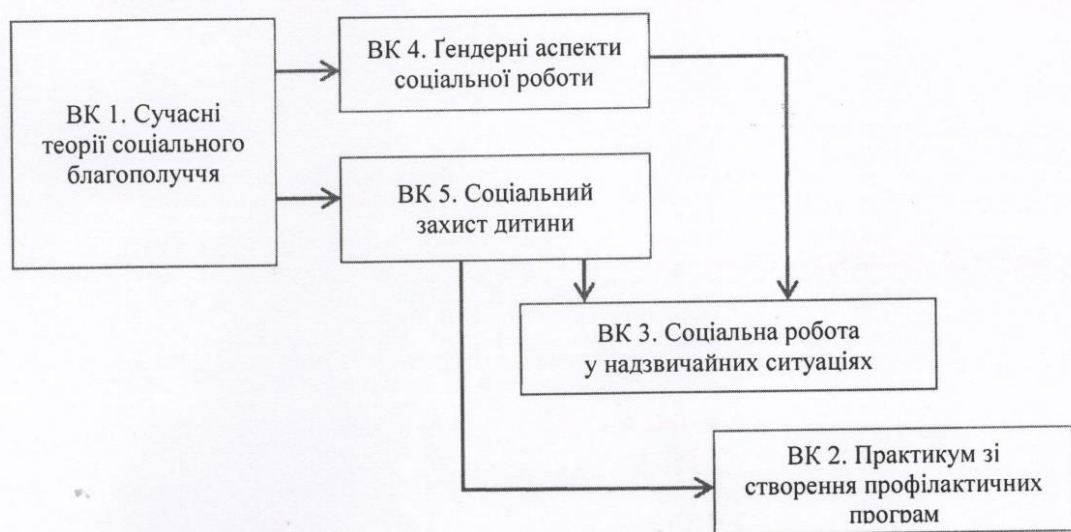 ВК 1. Сучасні
теорії соціального
благополуччя
ВК 4. Ґендерні аспекти
соціальної роботи
ВК 5. Соціальний
захист дитини
ВК 3. Соціальна робота
у надзвичайних ситуаціях
ВК 2. Практикум зі
створення профілактичних
програм